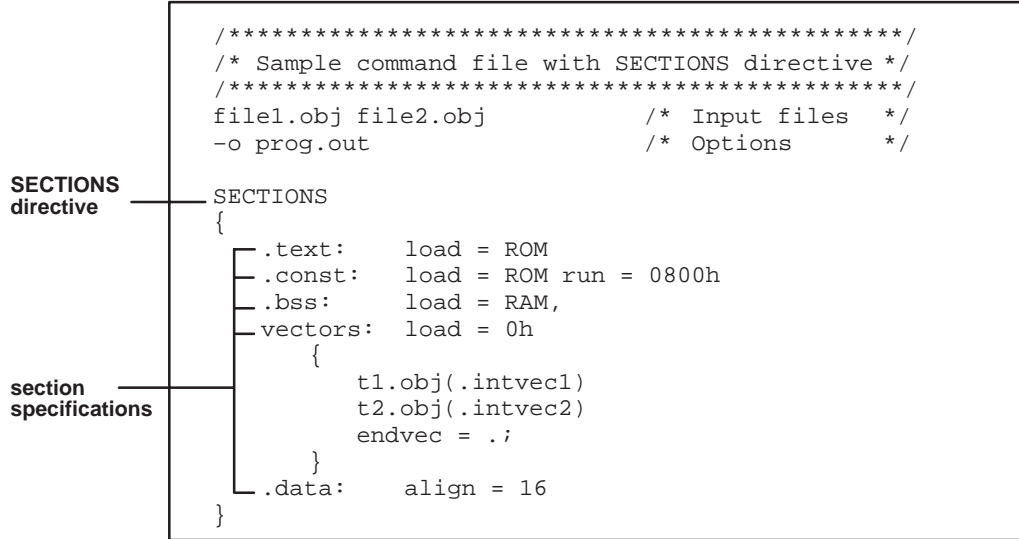 /***********************************************/
/* Sample command file with SECTIONS directive */
/***********************************************/
file1.obj file2.obj /* Input files */
–o prog.out /* Options */
SECTIONS
directive
SECTIONS
{
.text: load = ROM
.const: load = ROM run = 0800h
.bss: load = RAM,
vectors: load = 0h
{
t1.obj(.intvec1)
t2.obj(.intvec2)
endvec = .;
}
section
specifications
.data: align = 16
}